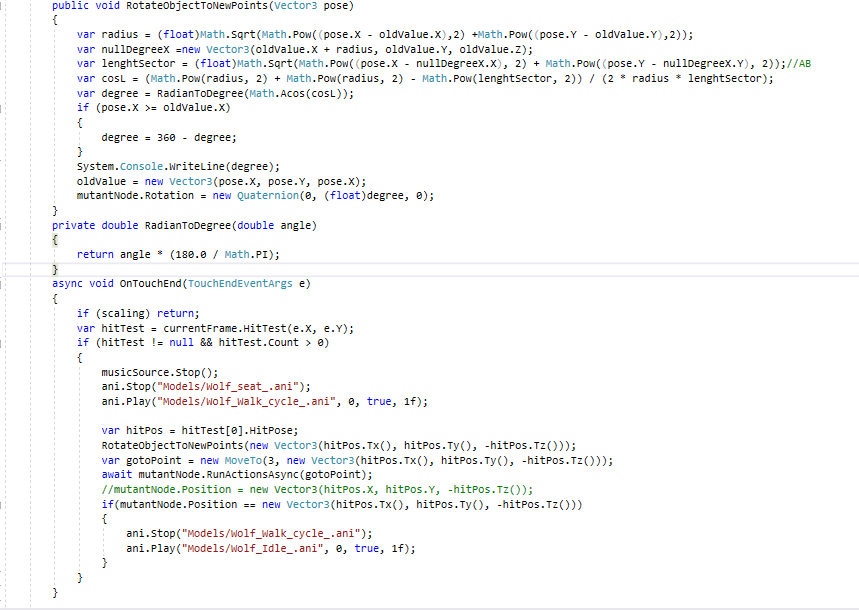 public void RotateObjectToNewPoints(Vector3 pose)
{
var radius = (float)Math.Sqrt(Math.Pow((pose.X - oldValue.X),2) +Math.Pow((pose.Y - oldValue.Y),2));
var nullDegreeX =new Vector3(oldValue.X + radius, oldValue.Y, oldValue.Z);
var lenghtSector = (float)Math.Sqrt(Math.Pow((pose.X - nullDegreeX.X), 2) + Math.Pow((pose.Y - nullDegreeX.Y), 2));//AB
var cosL = (Math.Pow(radius, 2) + Math.Pow(radius, 2) - Math.Pow(lenghtSector, 2)) / (2 * radius * lenghtSector);
var degree = RadianToDegree(Math.Acos(cosL));
if (pose.X >= oldValue.X)
{
degree = 360 - degree;
}
System.Console.WriteLine(degree);
oldValue = new Vector3(pose.X, pose.Y, pose.X);
mutantNode.Rotation = new Quaternion(0, (float)degree, 0);
}
private double RadianToDegree(double angle)
{
return angle * (180.0 / Math.PI);
}
async void OnTouchEnd(TouchEndEventArgs e)
{
if (scaling) return;
var hitTest = currentFrame.HitTest(e.X, e.Y);
if (hitTest != null && hitTest.Count > 0)
{
musicSource.Stop();
ani.Stop("Models/Wolf_seat_.ani");
ani.Play("Models/Wolf_Walk_cycle_.ani", 0, true, 1f);
var hitPos = hitTest[0].HitPose;
RotateObjectToNewPoints(new Vector3(hitPos.Tx(), hitPos.Ty(), -hitPos.Tz()));
var gotoPoint = new MoveTo(3, new Vector3(hitPos.Tx(), hitPos.Ty(), -hitPos.Tz()));
await mutantNode.RunActionsAsync(gotoPoint);
//mutantNode.Position = new Vector3(hitPos.X, hitPos.Y, -hitPos.Tz());
if(mutantNode.Position == new Vector3(hitPos.Tx(), hitPos.Ty(), -hitPos.Tz()))
{
ani.Stop("Models/Wolf_Walk_cycle_.ani");
ani.Play("Models/Wolf_Idle_.ani", 0, true, 1f);
}
}
}